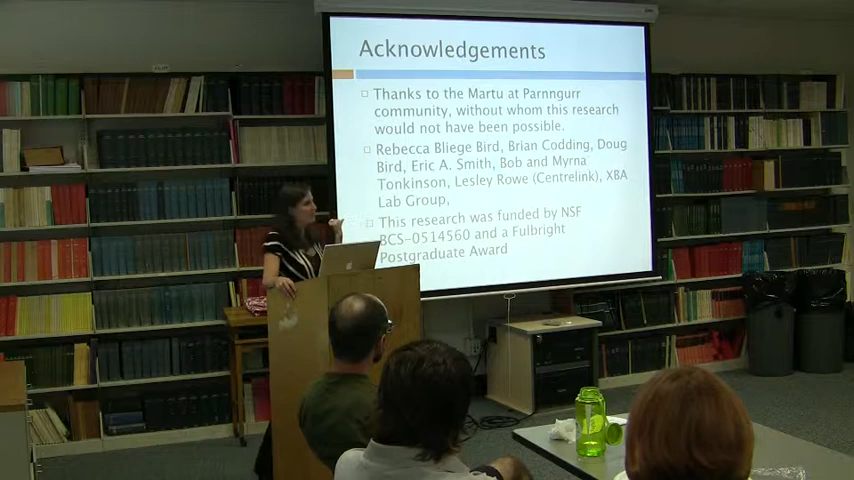 Acknowledgements
Thanks to the Martu at Parnngurr
community, without whom this research
would not have been possible.
Rebecca Bliege Bird, Brian Codding, Doug
Bird, Eric A. Smith, Bob and Myrna
Tonkinson, Lesley Rowe (Centrelink), XBA
Lab Group,
This research was funded by NSF
BCS-0514560 and a Fulbright
Postgraduate Award